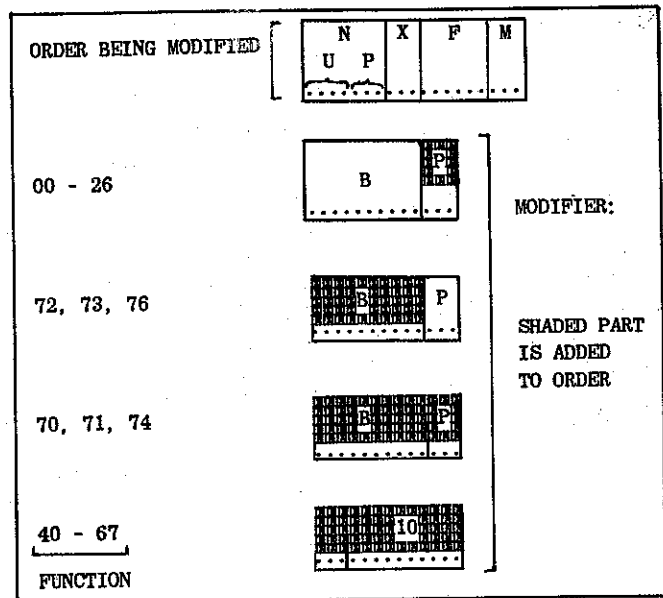 ORDER BEING MODIFIED
N X F M
U P
00 - 26
B P
MODIFIER:
72, 73, 76
B P
SHADED PART
IS ADDED
TO ORDER
70, 71, 74
B P
40 - 67
10
FUNCTION